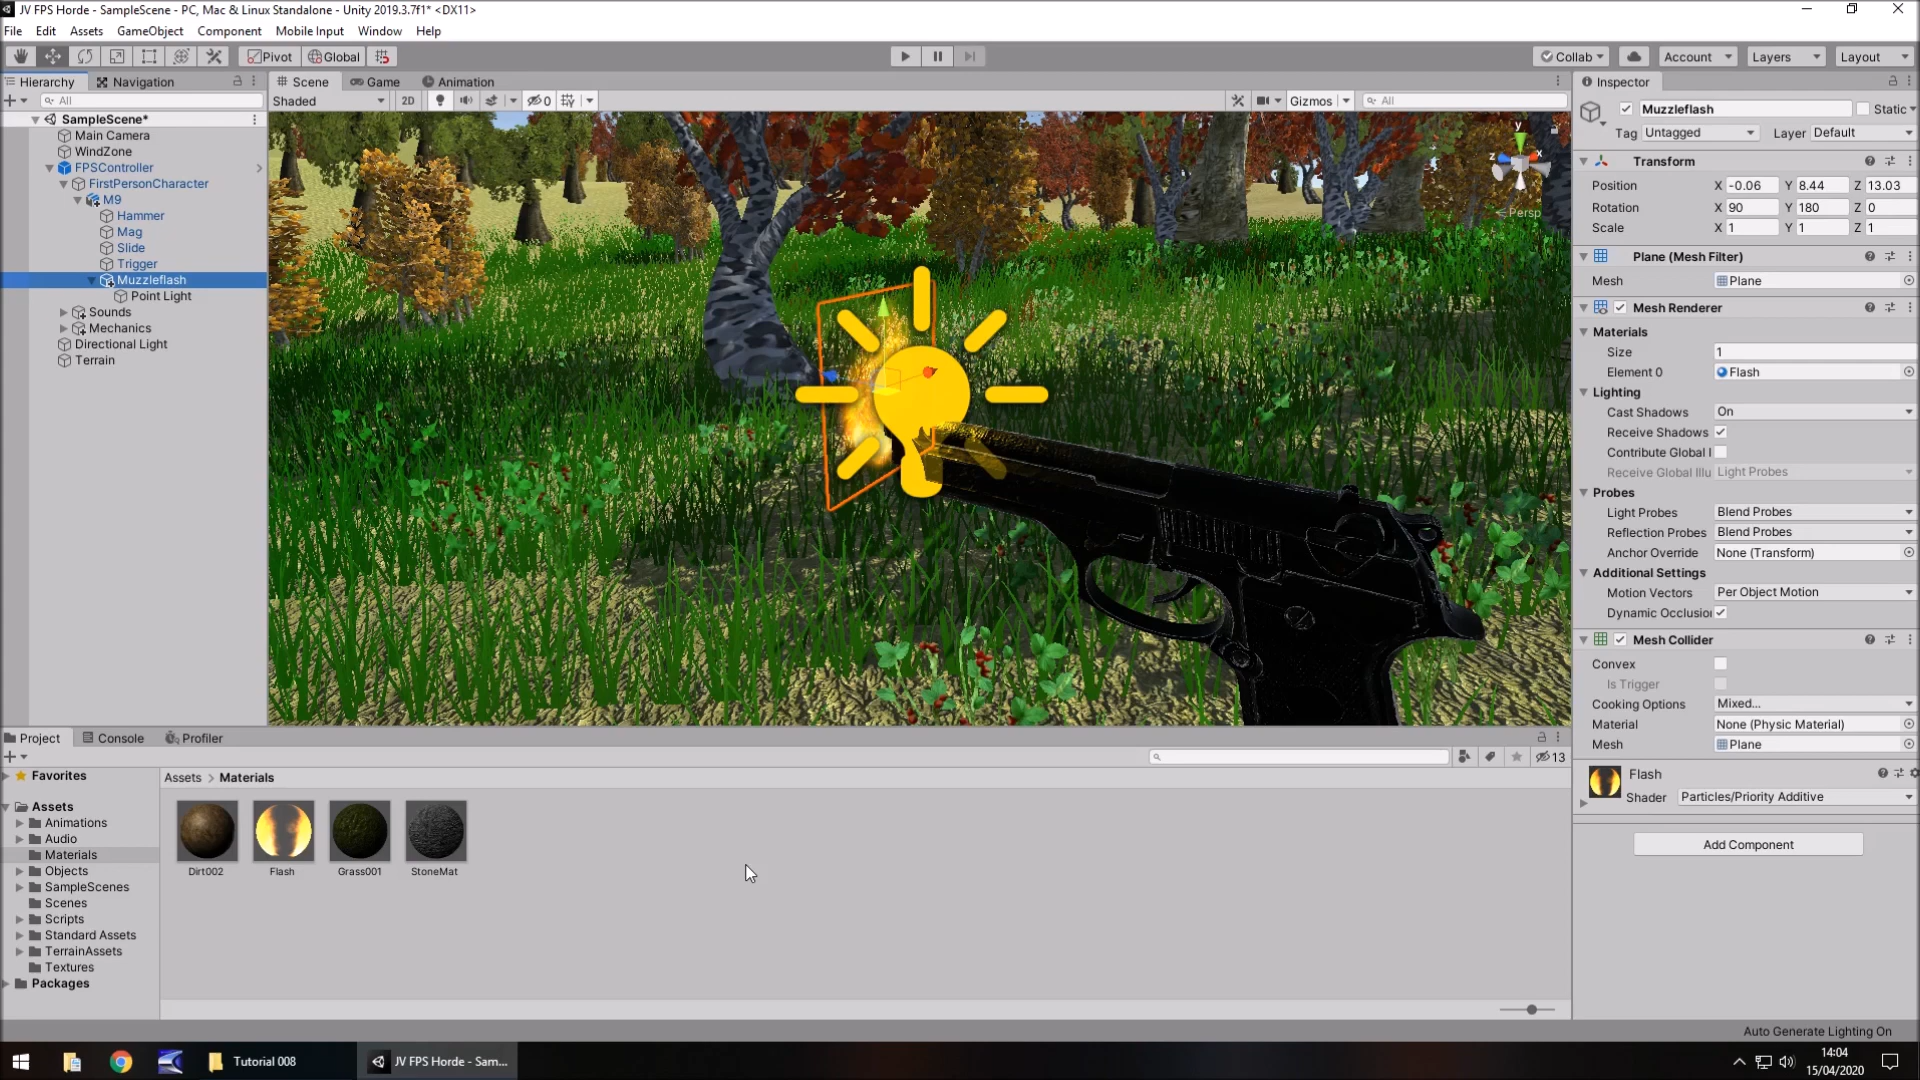 JV FPS Horde - SampleScene - PC, Mac & Linux Standalone - Unity 2019.3.7f1* <DX11>
File Edit Assets GameObject Component Mobile Input Window Help
Pivot Global Collab Account Layers Layout
Hierarchy Navigation
All
SampleScene*
Main Camera
WindZone
FPSController
FirstPersonCharacter
M9
Hammer
Mag
Slide
Trigger
Muzzleflash
Point Light
Sounds
Mechanics
Directional Light
Terrain
Scene Game Animation
Shaded 2D 0 Gizmos All
y
z x
Persp
Inspector
Muzzleflash Static
Tag Untagged Layer Default
Transform
Position X -0.06 Y 8.44 Z 13.03
Rotation X 90 Y 180 Z 0
Scale X 1 Y 1 Z 1
Plane (Mesh Filter)
Mesh Plane
Mesh Renderer
Materials
Size 1
Element 0 Flash
Lighting
Cast Shadows On
Receive Shadows
Contribute Global I
Receive Global Illu Light Probes
Probes
Light Probes Blend Probes
Reflection Probes Blend Probes
Anchor Override None (Transform)
Additional Settings
Motion Vectors Per Object Motion
Dynamic Occlusio
Mesh Collider
Convex
Is Trigger
Cooking Options Mixed...
Material None (Physic Material)
Mesh Plane
Flash
Shader Particles/Priority Additive
Add Component
Project Console Profiler
13
Favorites
Assets
Animations
Audio
Materials
Objects
SampleScenes
Scenes
Scripts
Standard Assets
TerrainAssets
Textures
Packages
Assets > Materials
Dirt002 Flash Grass001 StoneMat
Auto Generate Lighting On
Tutorial 008 JV FPS Horde - Sam...
14:04
15/04/2020